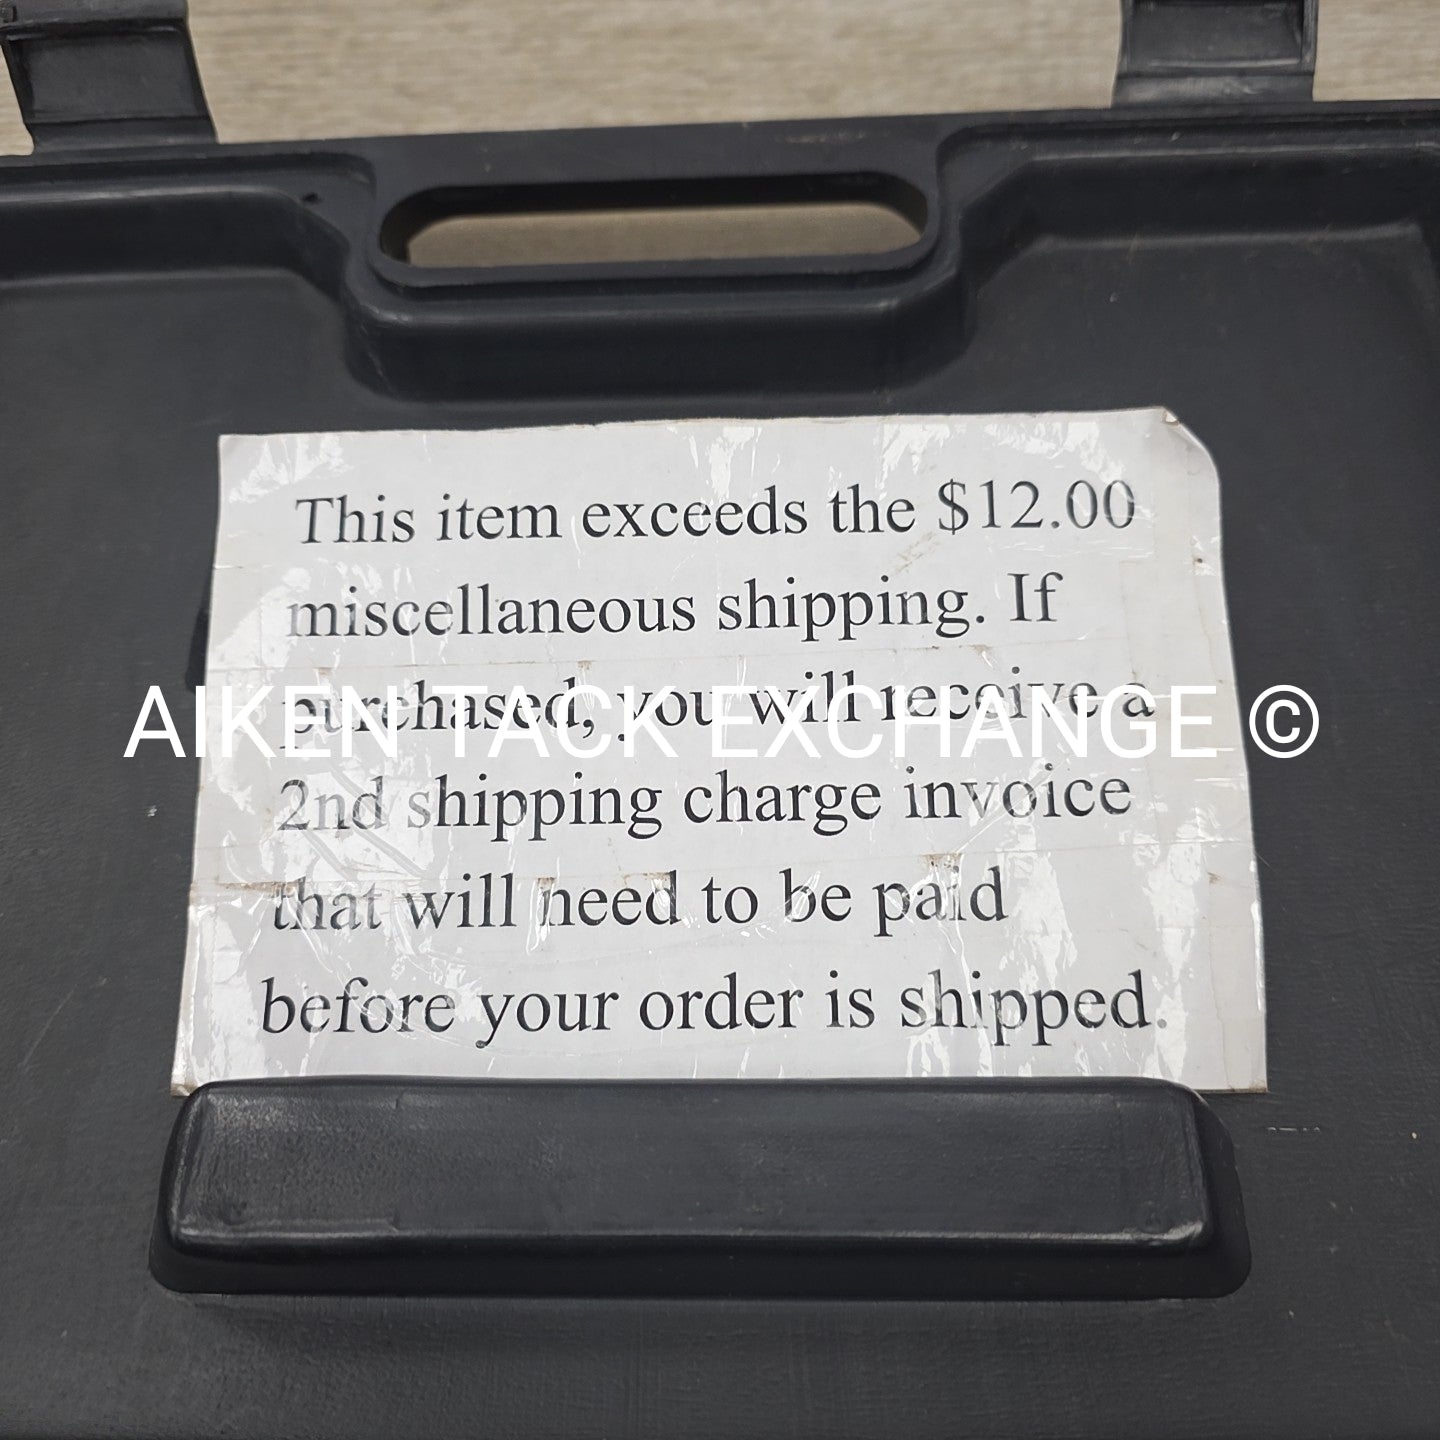 This item exceeds the $12.00
miscellaneous shipping. If
purchased, you will receive a
AIKEN TACK EXCHANGE ©
2nd shipping charge invoice
that will need to be paid
before your order is shipped.